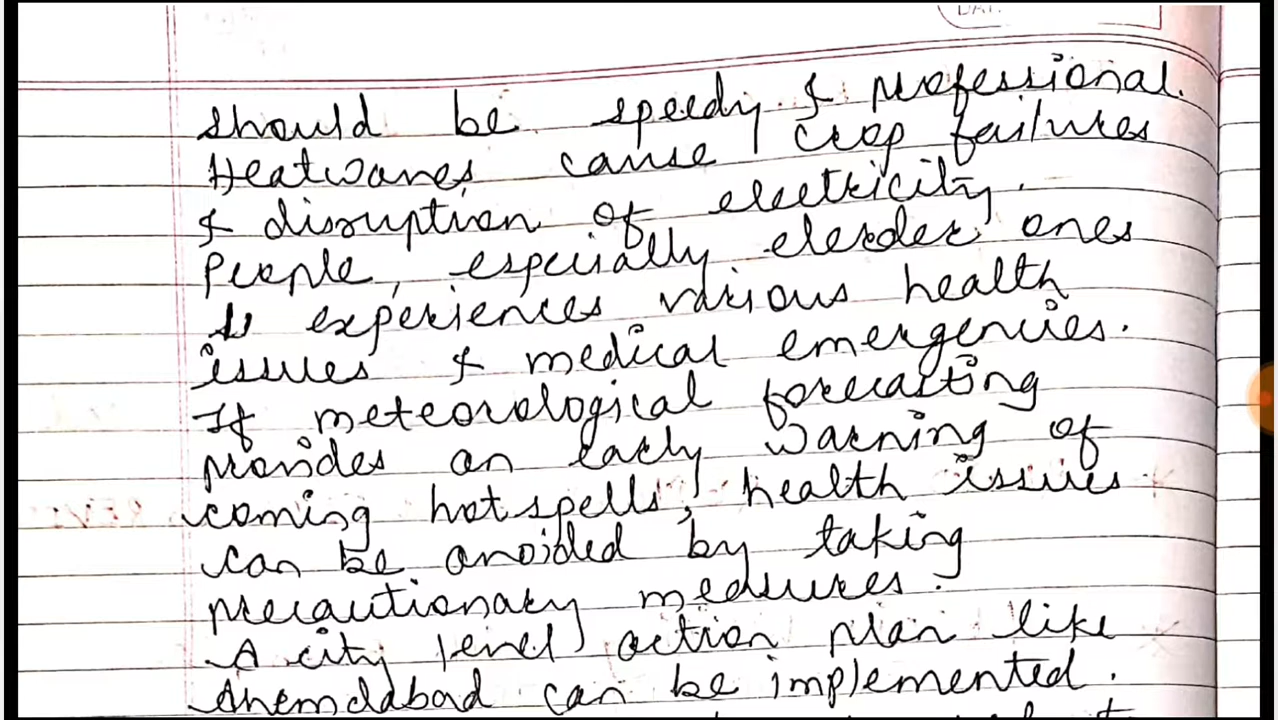 should be speedy & professional.
Heatwaves cause crop failures
& disruption of electricity.
People, especially elerder ones
experiences various health
issues & medical emergencies.
If meteorological forecasting
provides an early warning of
coming hot spells, health issues
can be avoided by taking
precautionary measures.
A city level action plan like
Ahemdabad can be implemented.